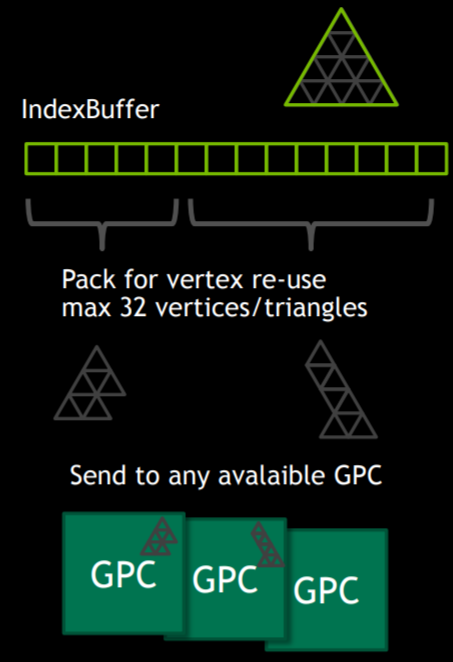 IndexBuffer
Pack for vertex re-use
max 32 vertices/triangles
Send to any avalaible GPC
GPC
GPC
GPC